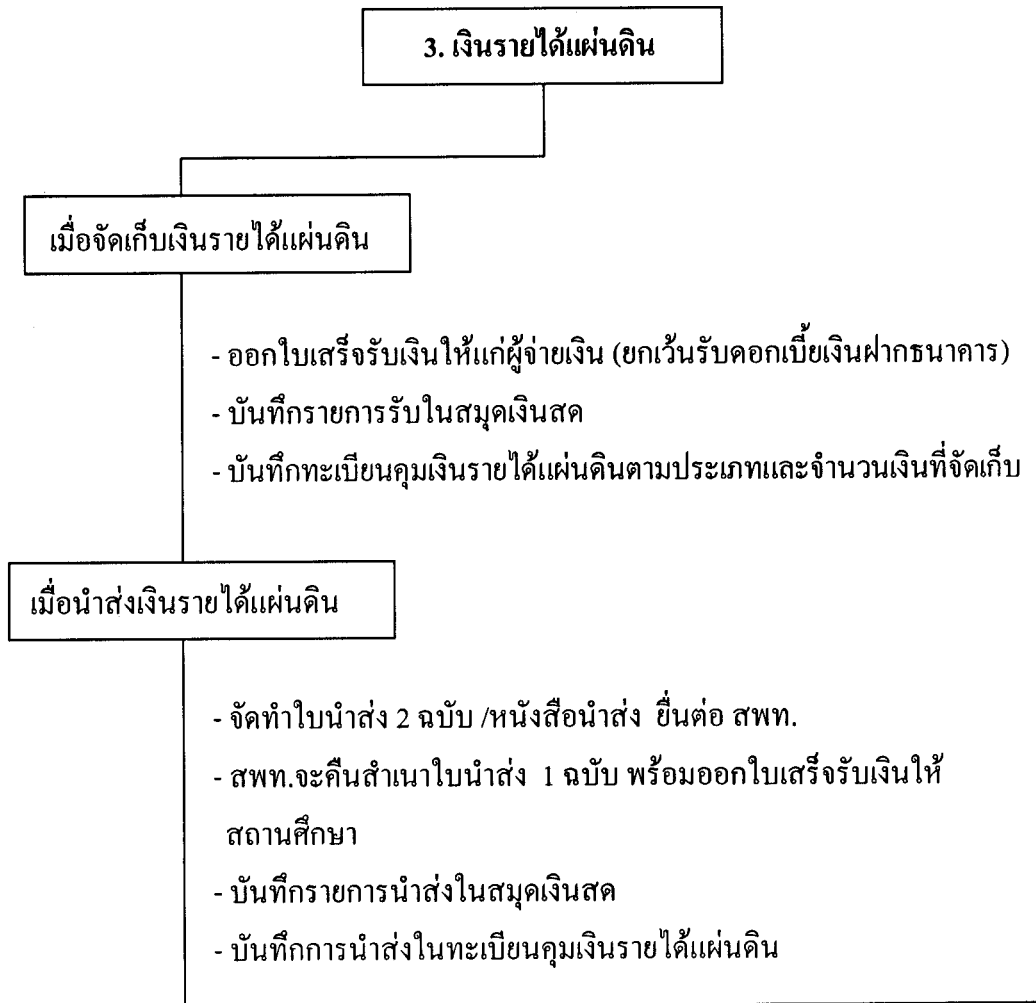 3. เงินรายได้แผ่นดิน
เมื่อจัดเก็บเงินรายได้แผ่นดิน
- ออกใบเสร็จรับเงินให้แก่ผู้จ่ายเงิน (ยกเว้นรับดอกเบี้ยเงินฝากธนาคาร)
- บันทึกรายการรับในสมุดเงินสด
- บันทึกทะเบียนคุมเงินรายได้แผ่นดินตามประเภทและจำนวนเงินที่จัดเก็บ
เมื่อนำส่งเงินรายได้แผ่นดิน
- จัดทำใบนำส่ง 2 ฉบับ /หนังสือนำส่ง ยื่นต่อ สพท.
- สพท.จะคืนสำเนาใบนำส่ง 1 ฉบับ พร้อมออกใบเสร็จรับเงินให้
สถานศึกษา
- บันทึกรายการนำส่งในสมุดเงินสด
- บันทึกการนำส่งในทะเบียนคุมเงินรายได้แผ่นดิน